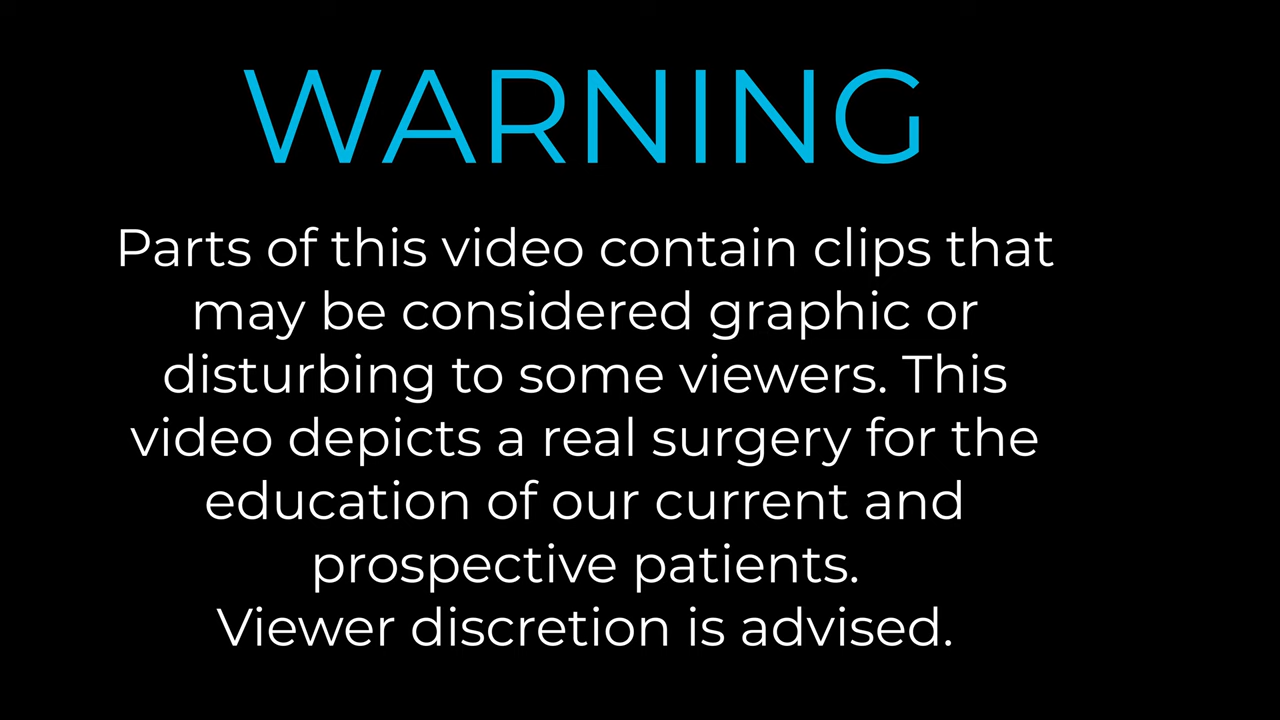 WARNING
Parts of this video contain clips that
may be considered graphic or
disturbing to some viewers. This
video depicts a real surgery for the
education of our current and
prospective patients.
Viewer discretion is advised.